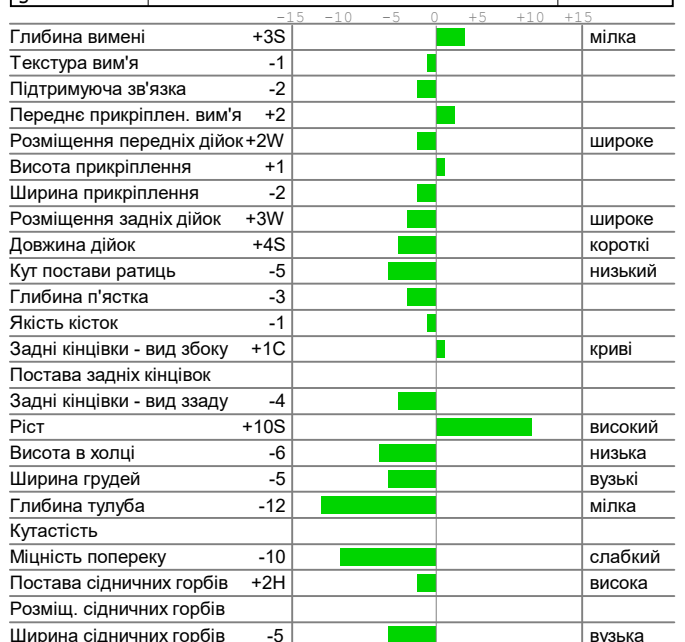 -15 -10 -5 0 +5 +10 +15
Глибина вимені +3S мілка
Текстура вим'я -1
Підтримуюча зв'язка -2
Переднє прикріплен. вим'я +2
Розміщення передніх дійок +2W широке
Висота прикріплення +1
Ширина прикріплення -2
Розміщення задніх дійок +3W широке
Довжина дійок +4S короткі
Кут постави ратиць -5 низький
Глибина п'ястка -3
Якість кісток -1
Задні кінцівки - вид збоку +1C криві
Постава задніх кінцівок
Задні кінцівки - вид ззаду -4
Ріст +10S високий
Висота в холці -6 низька
Ширина грудей -5 вузькі
Глибина тулуба -12 мілка
Кутастість
Міцність попереку -10 слабкий
Постава сідничних горбів +2H висока
Розміщ. сідничних горбів
Ширина сідничних горбів -5 вузька